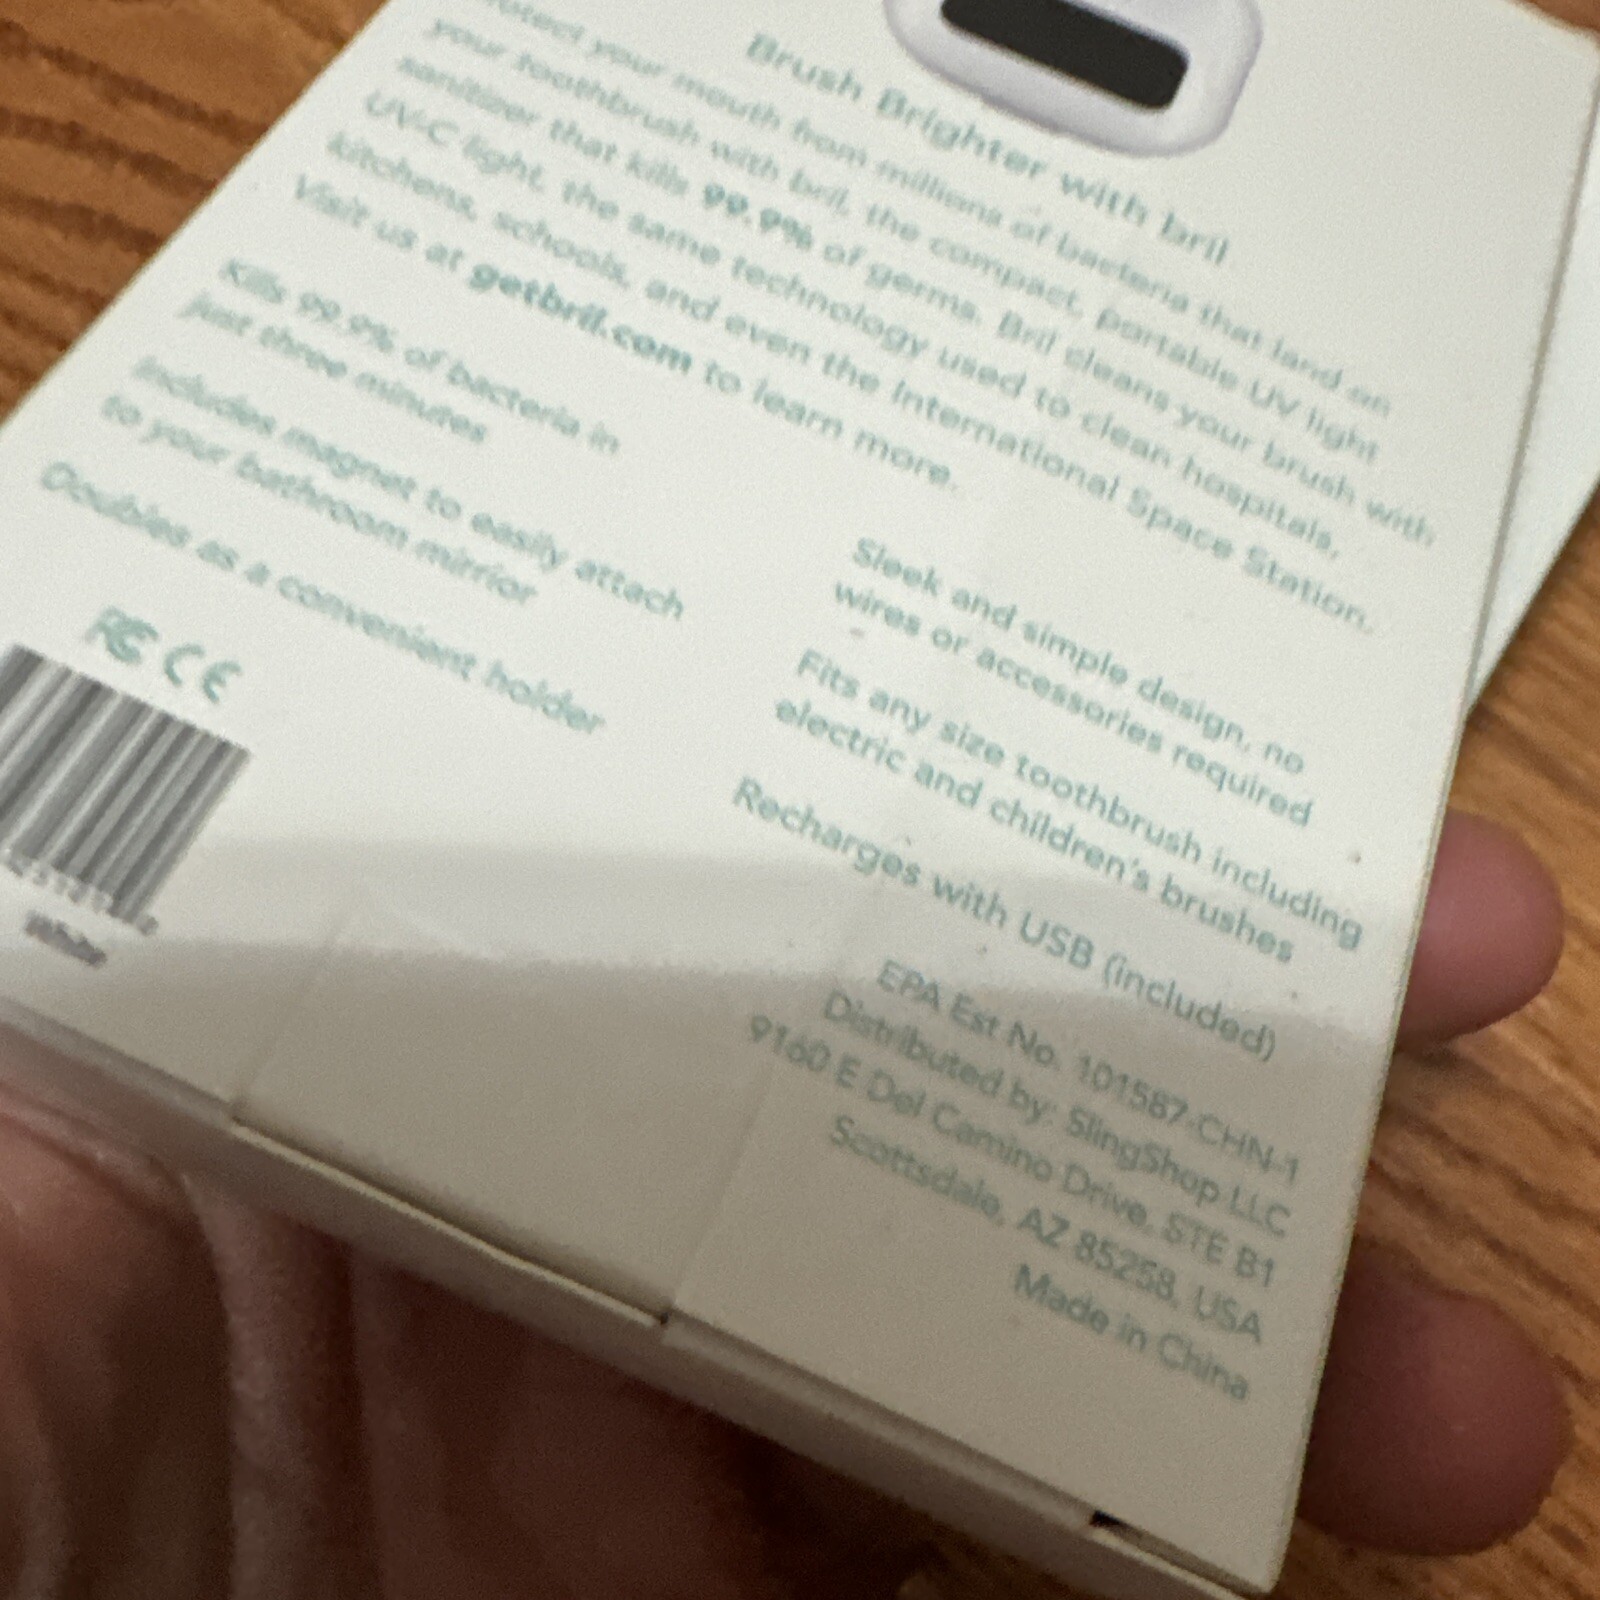 Brush Brighter with bril
Protect your mouth from millions of bacteria that land on
your toothbrush with bril, the compact, portable UV light
sanitizer that kills 99.9% of germs. Bril cleans your brush with
UV-C light, the same technology used to clean hospitals,
kitchens, schools, and even the International Space Station.
Visit us at getbril.com to learn more.
Kills 99.9% of bacteria in
just three minutes
Includes magnet to easily attach
to your bathroom mirrior
Doubles as a convenient holder
Sleek and simple design, no
wires or accessories required
Fits any size toothbrush including
electric and children's brushes
Recharges with USB (included)
FC CE
White
EPA Est No. 101587-CHN-1
Distributed by: SlingShop LLC
9160 E Del Camino Drive, STE B1
Scottsdale, AZ 85258, USA
Made in China